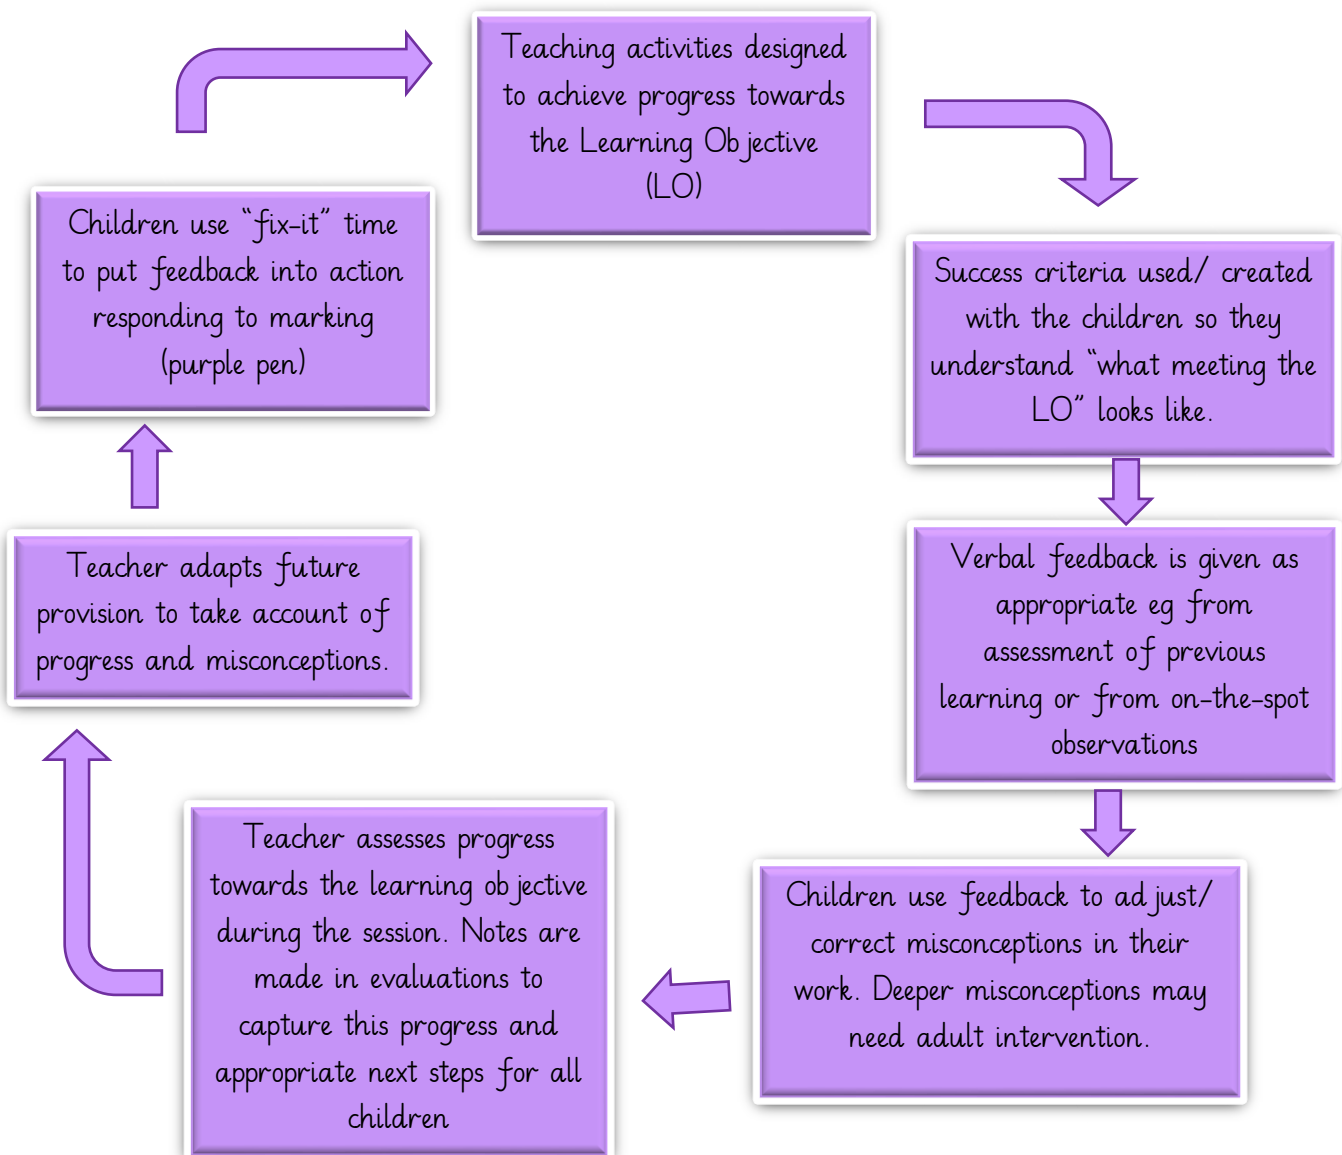 Teaching activities designed
to achieve progress towards
the Learning Objective
(LO)
Success criteria used/ created
with the children so they
understand “what meeting the
LO” looks like.
Verbal feedback is given as
appropriate eg from
assessment of previous
learning or from on-the-spot
observations
Children use feedback to adjust/
correct misconceptions in their
work. Deeper misconceptions may
need adult intervention.
Teacher assesses progress
towards the learning objective
during the session. Notes are
made in evaluations to
capture this progress and
appropriate next steps for all
children
Teacher adapts future
provision to take account of
progress and misconceptions.
Children use “fix-it” time
to put feedback into action
responding to marking
(purple pen)